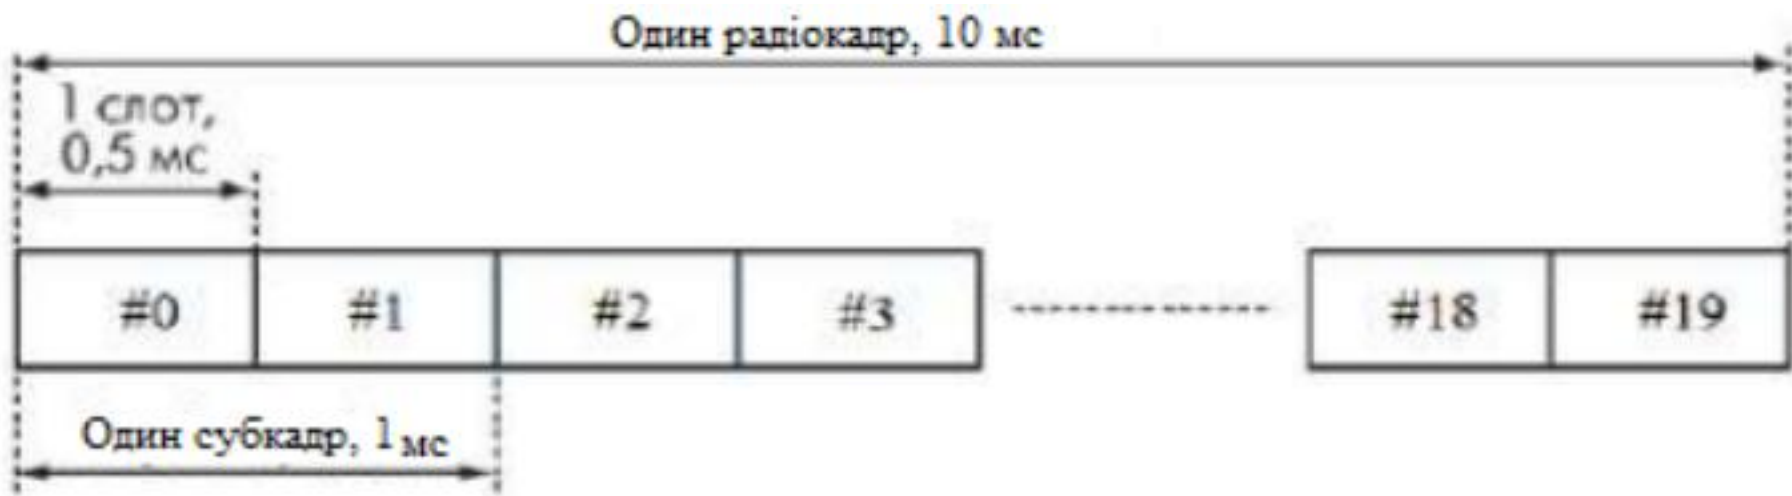 Один радіокадр, 10 мс
1 слот,
0,5 мс
#0 #1 #2 #3 #18 #19
Один субкадр, 1 мс